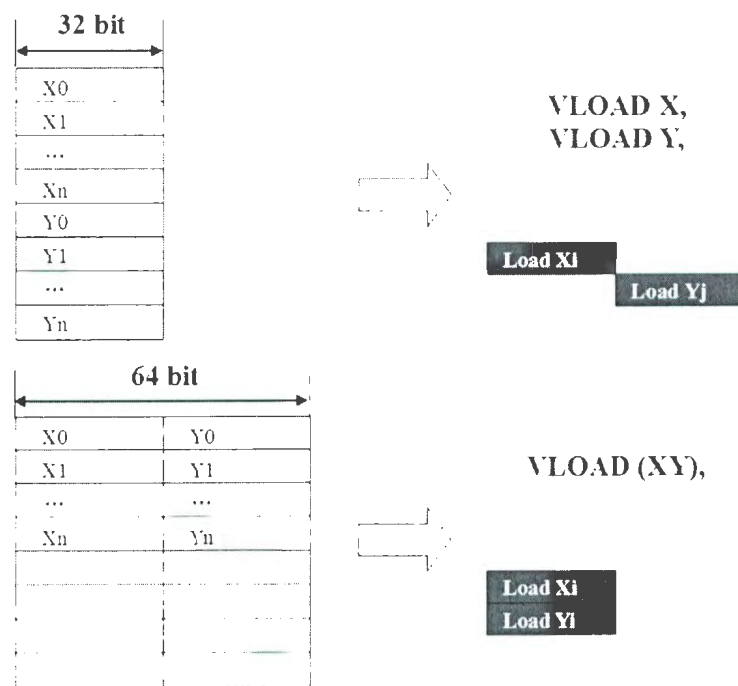 32 bit
X0
X1
...
Xn
Y0
Y1
...
Yn
VLOAD X,
VLOAD Y,
Load Xi
Load Yj
64 bit
X0 Y0
X1 Y1
... ...
Xn Yn
VLOAD (XY),
Load Xi
Load Yi